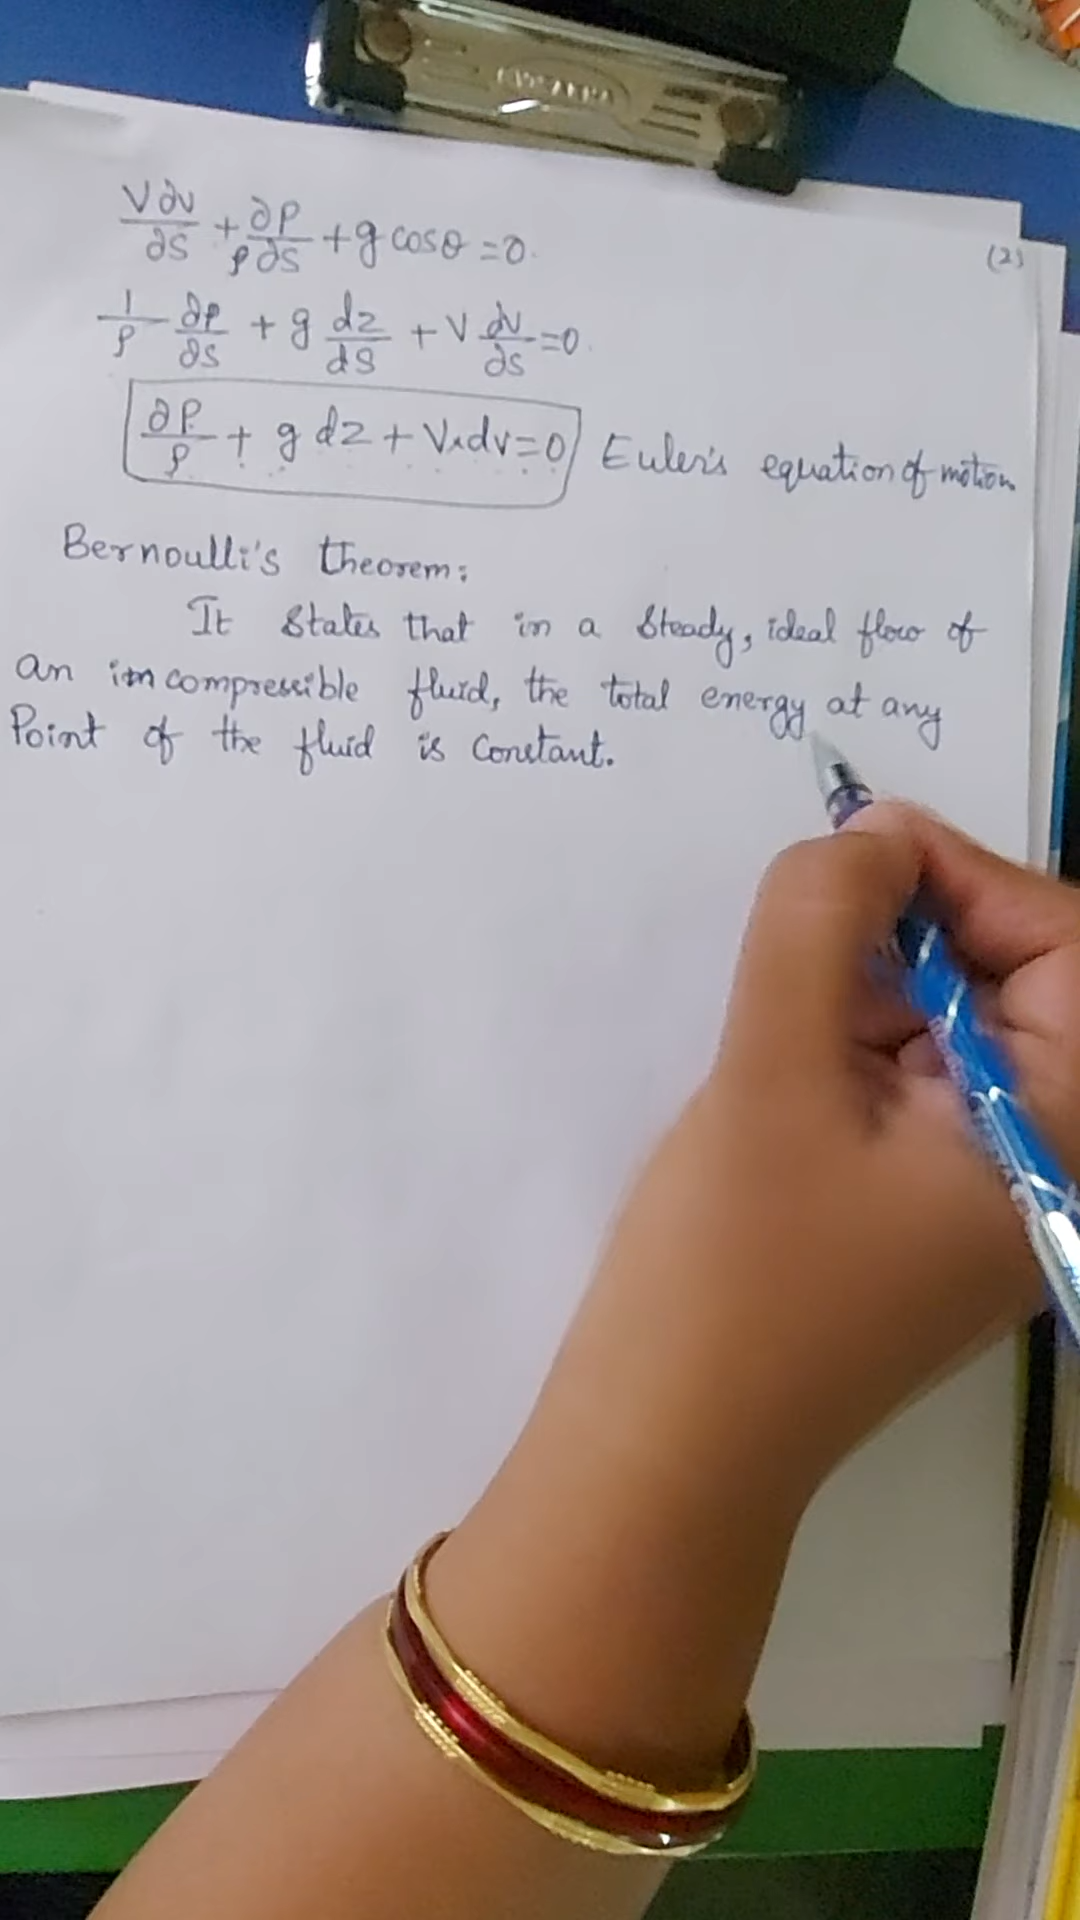 V∂v/∂s + ∂P/ρ∂s + g cosθ = 0.
(2)
1/ρ ∂P/∂s + g dz/ds + V ∂v/∂s = 0.
∂P/ρ + g dz + V×dv = 0 Euler's equation of motion
Bernoulli's theorem:
It states that in a steady, ideal flow of
an incompressible fluid, the total energy at any
Point of the fluid is Constant.